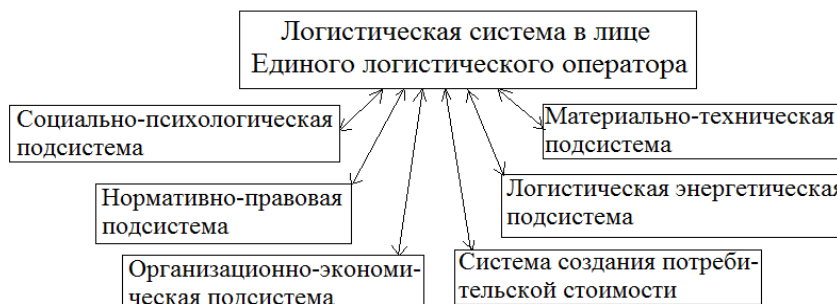 Логистическая система в лице
Единого логистического оператора
Социально-психологическая
подсистема
Материально-техническая
подсистема
Нормативно-правовая
подсистема
Логистическая энергетическая
подсистема
Организационно-экономи-
ческая подсистема
Система создания потреби-
тельской стоимости